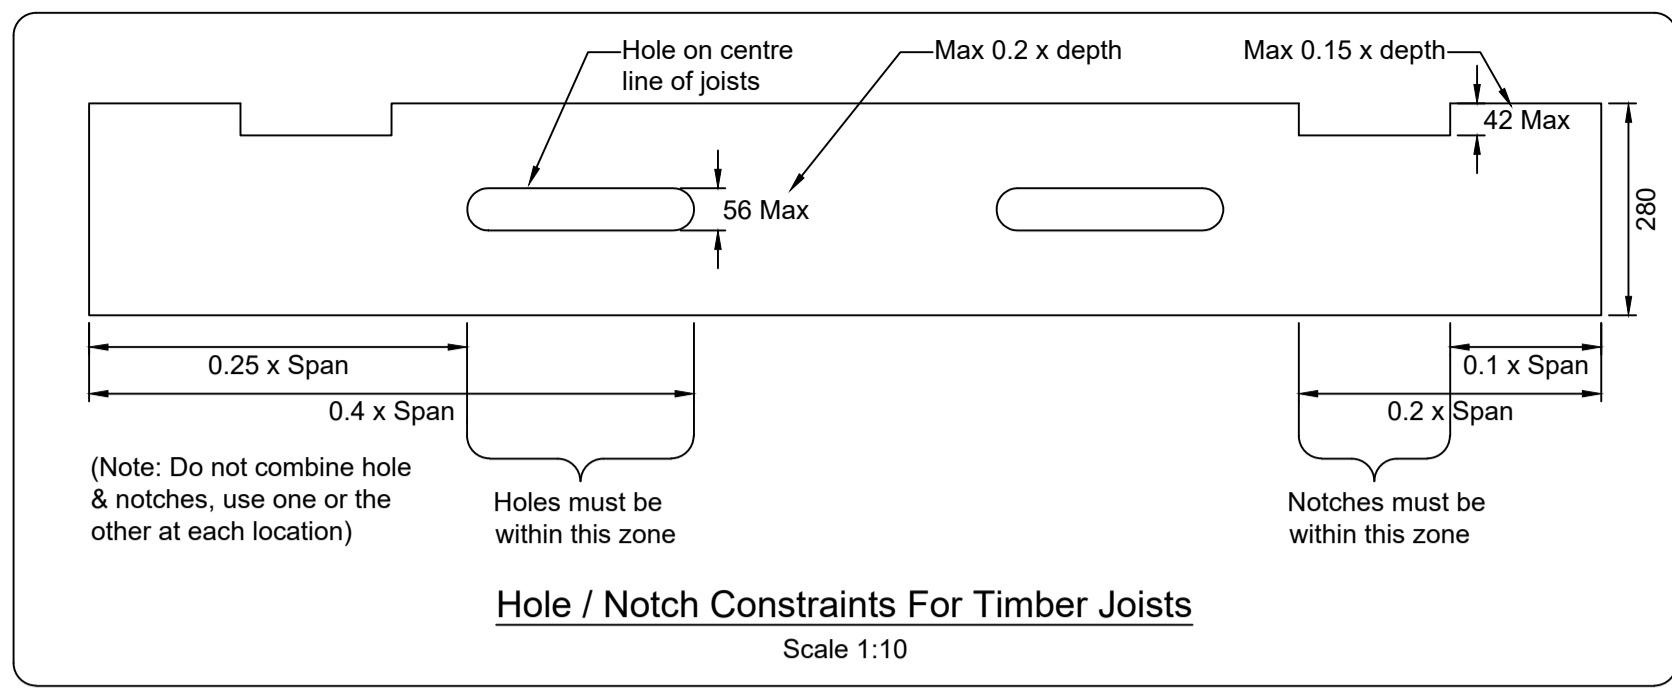 Hole on centre
line of joists
Max 0.2 x depth
Max 0.15 x depth
42 Max
56 Max
280
0.25 x Span
0.1 x Span
0.4 x Span
0.2 x Span
(Note: Do not combine hole
& notches, use one or the
other at each location)
Holes must be
within this zone
Notches must be
within this zone
Hole / Notch Constraints For Timber Joists
Scale 1:10